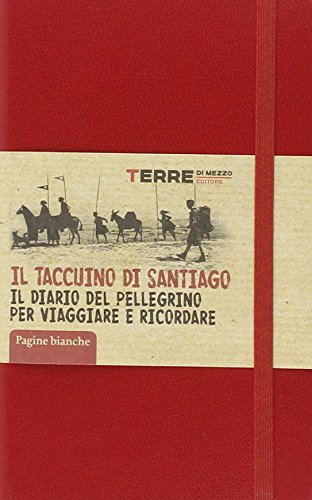 TERRE DI MEZZO
EDITORE
IL TACCUINO DI SANTIAGO
IL DIARIO DEL PELLEGRINO
PER VIAGGIARE E RICORDARE
Pagine bianche